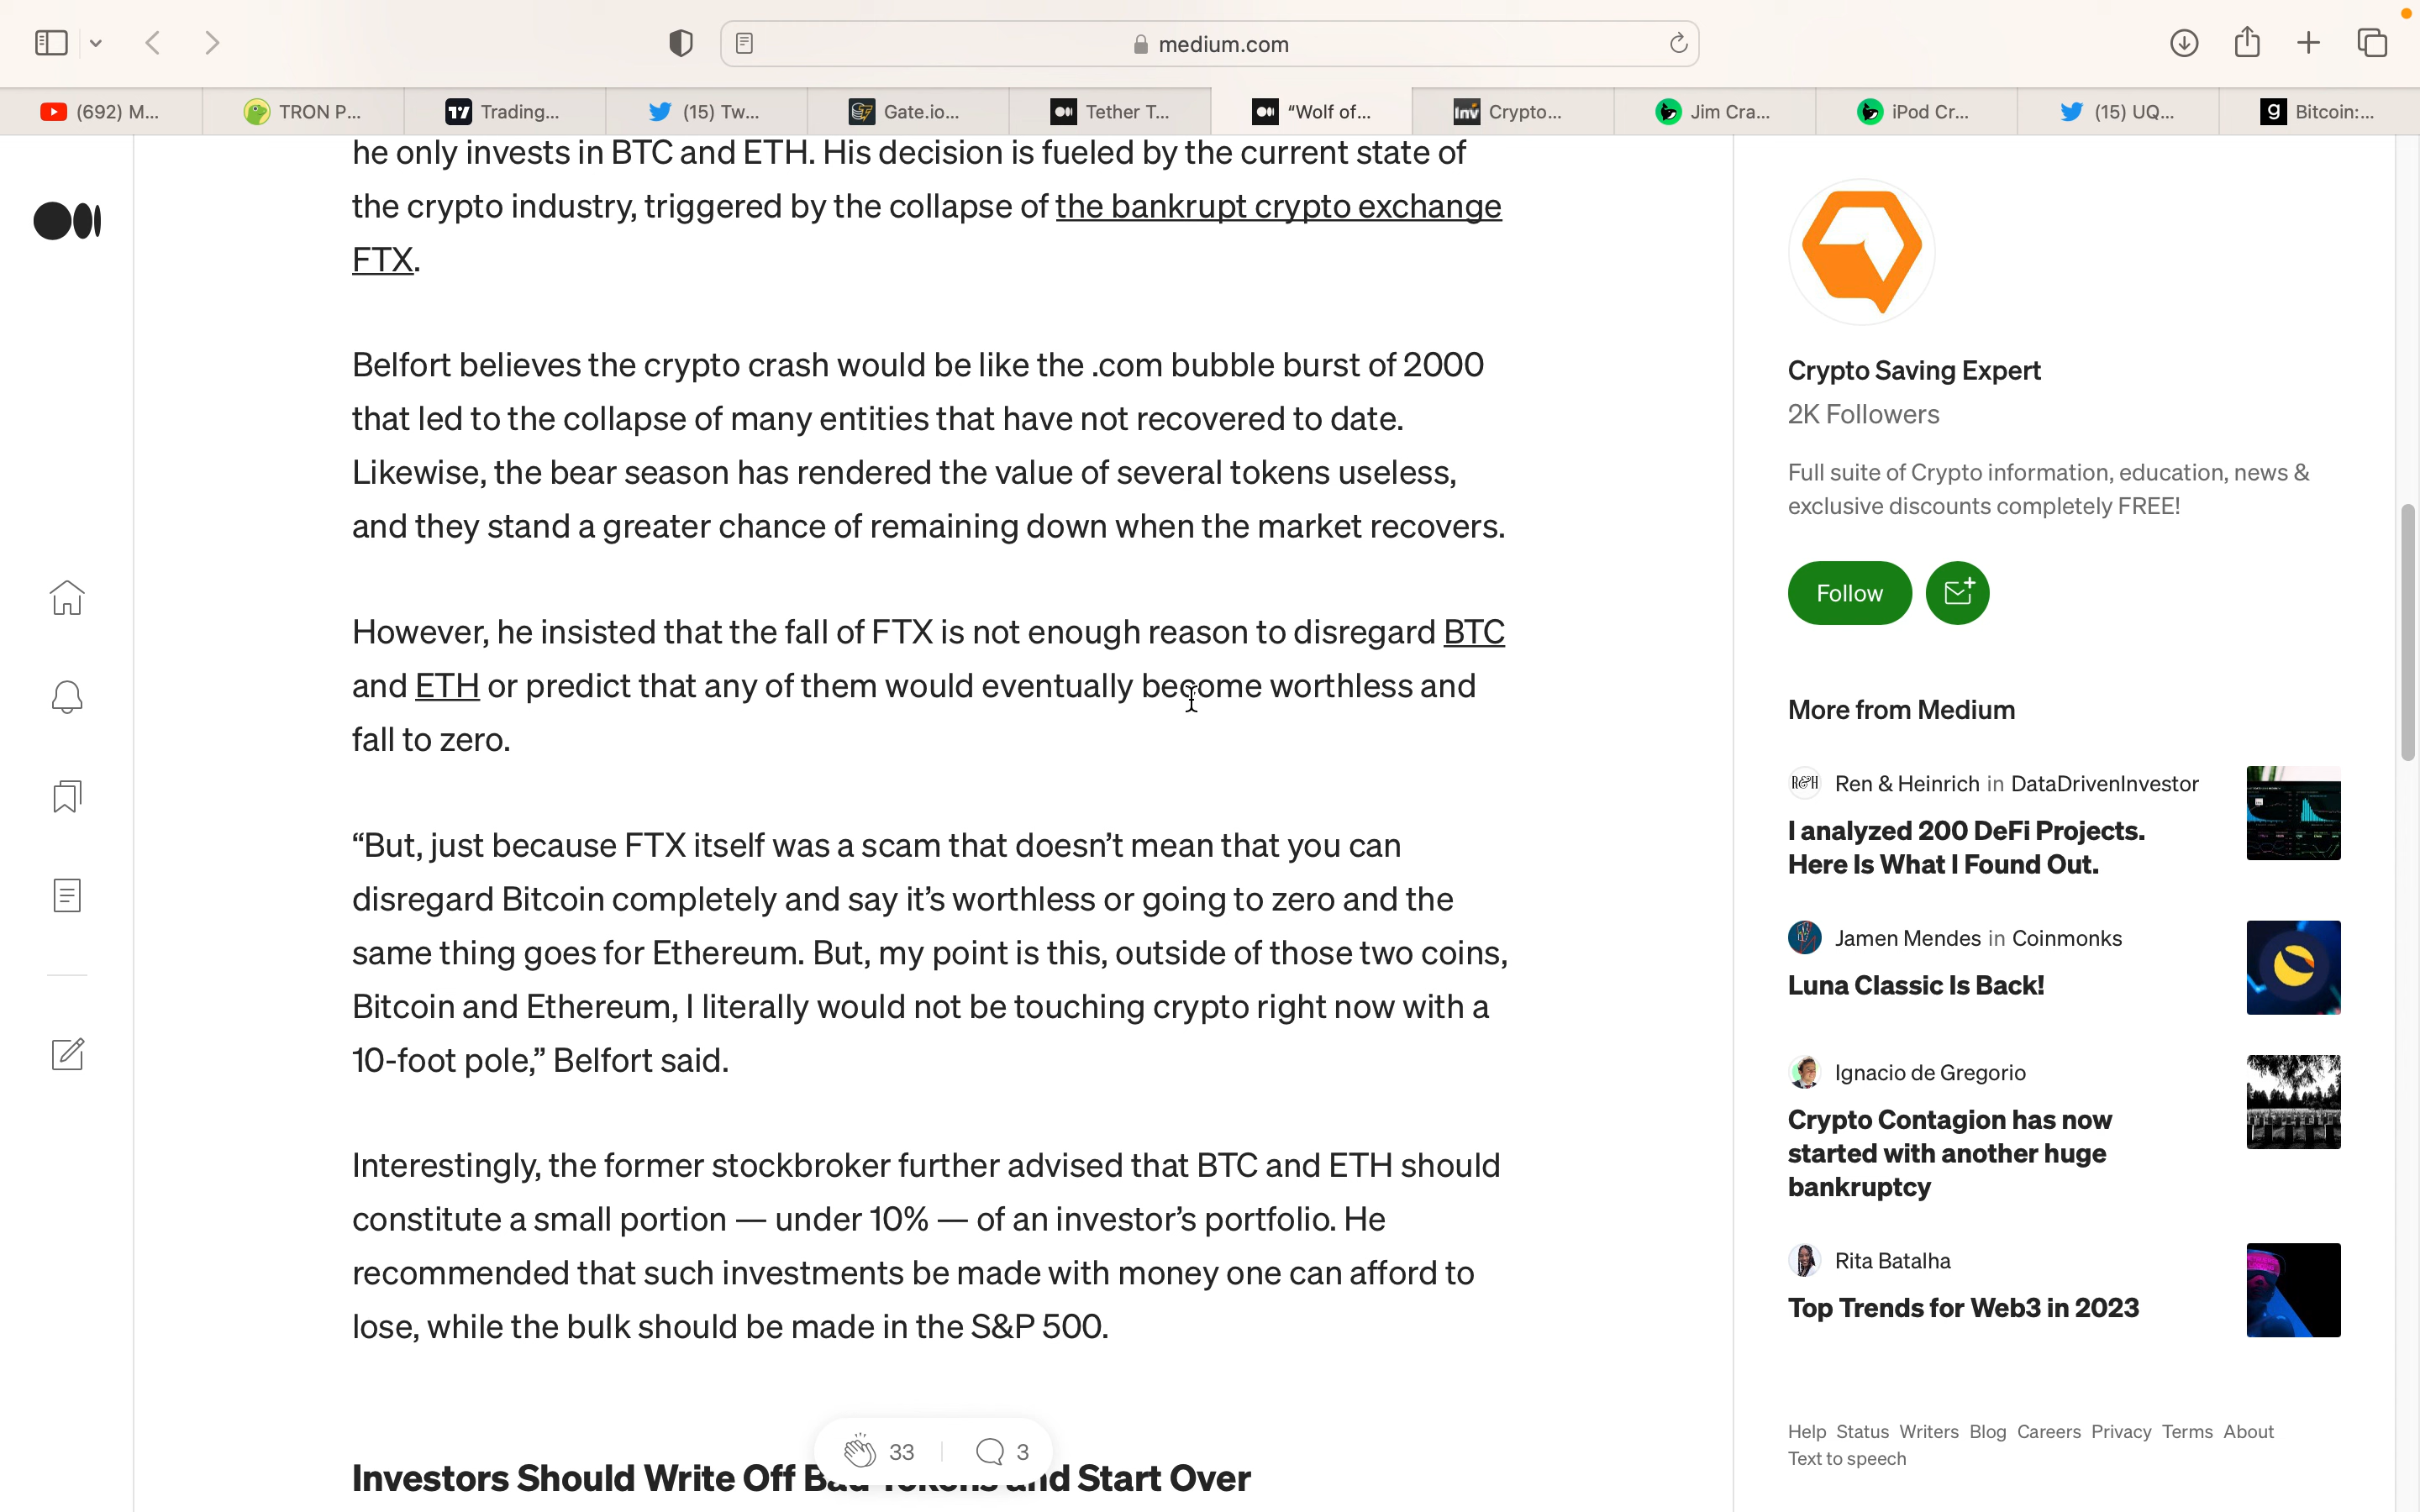 medium.com
(692) M...
TRON P...
Trading...
(15) Tw...
Gate.io...
Tether T...
“Wolf of...
Inv
Crypto...
Jim Cra...
iPod Cr...
(15) UQ...
g
Bitcoin:...
he only invests in BTC and ETH. His decision is fueled by the current state of
the crypto industry, triggered by the collapse of the bankrupt crypto exchange
FTX.
Belfort believes the crypto crash would be like the .com bubble burst of 2000
that led to the collapse of many entities that have not recovered to date.
Likewise, the bear season has rendered the value of several tokens useless,
and they stand a greater chance of remaining down when the market recovers.
However, he insisted that the fall of FTX is not enough reason to disregard BTC
and ETH or predict that any of them would eventually become worthless and
fall to zero.
“But, just because FTX itself was a scam that doesn’t mean that you can
disregard Bitcoin completely and say it’s worthless or going to zero and the
same thing goes for Ethereum. But, my point is this, outside of those two coins,
Bitcoin and Ethereum, I literally would not be touching crypto right now with a
10-foot pole,” Belfort said.
Interestingly, the former stockbroker further advised that BTC and ETH should
constitute a small portion — under 10% — of an investor’s portfolio. He
recommended that such investments be made with money one can afford to
lose, while the bulk should be made in the S&P 500.
33
3
Investors Should Write Off Bad Tokens and Start Over
Crypto Saving Expert
2K Followers
Full suite of Crypto information, education, news &
exclusive discounts completely FREE!
Follow
More from Medium
R&H
Ren & Heinrich in DataDrivenInvestor
I analyzed 200 DeFi Projects.
Here Is What I Found Out.
Jamen Mendes in Coinmonks
Luna Classic Is Back!
Ignacio de Gregorio
Crypto Contagion has now
started with another huge
bankruptcy
Rita Batalha
Top Trends for Web3 in 2023
Help Status Writers Blog Careers Privacy Terms About
Text to speech